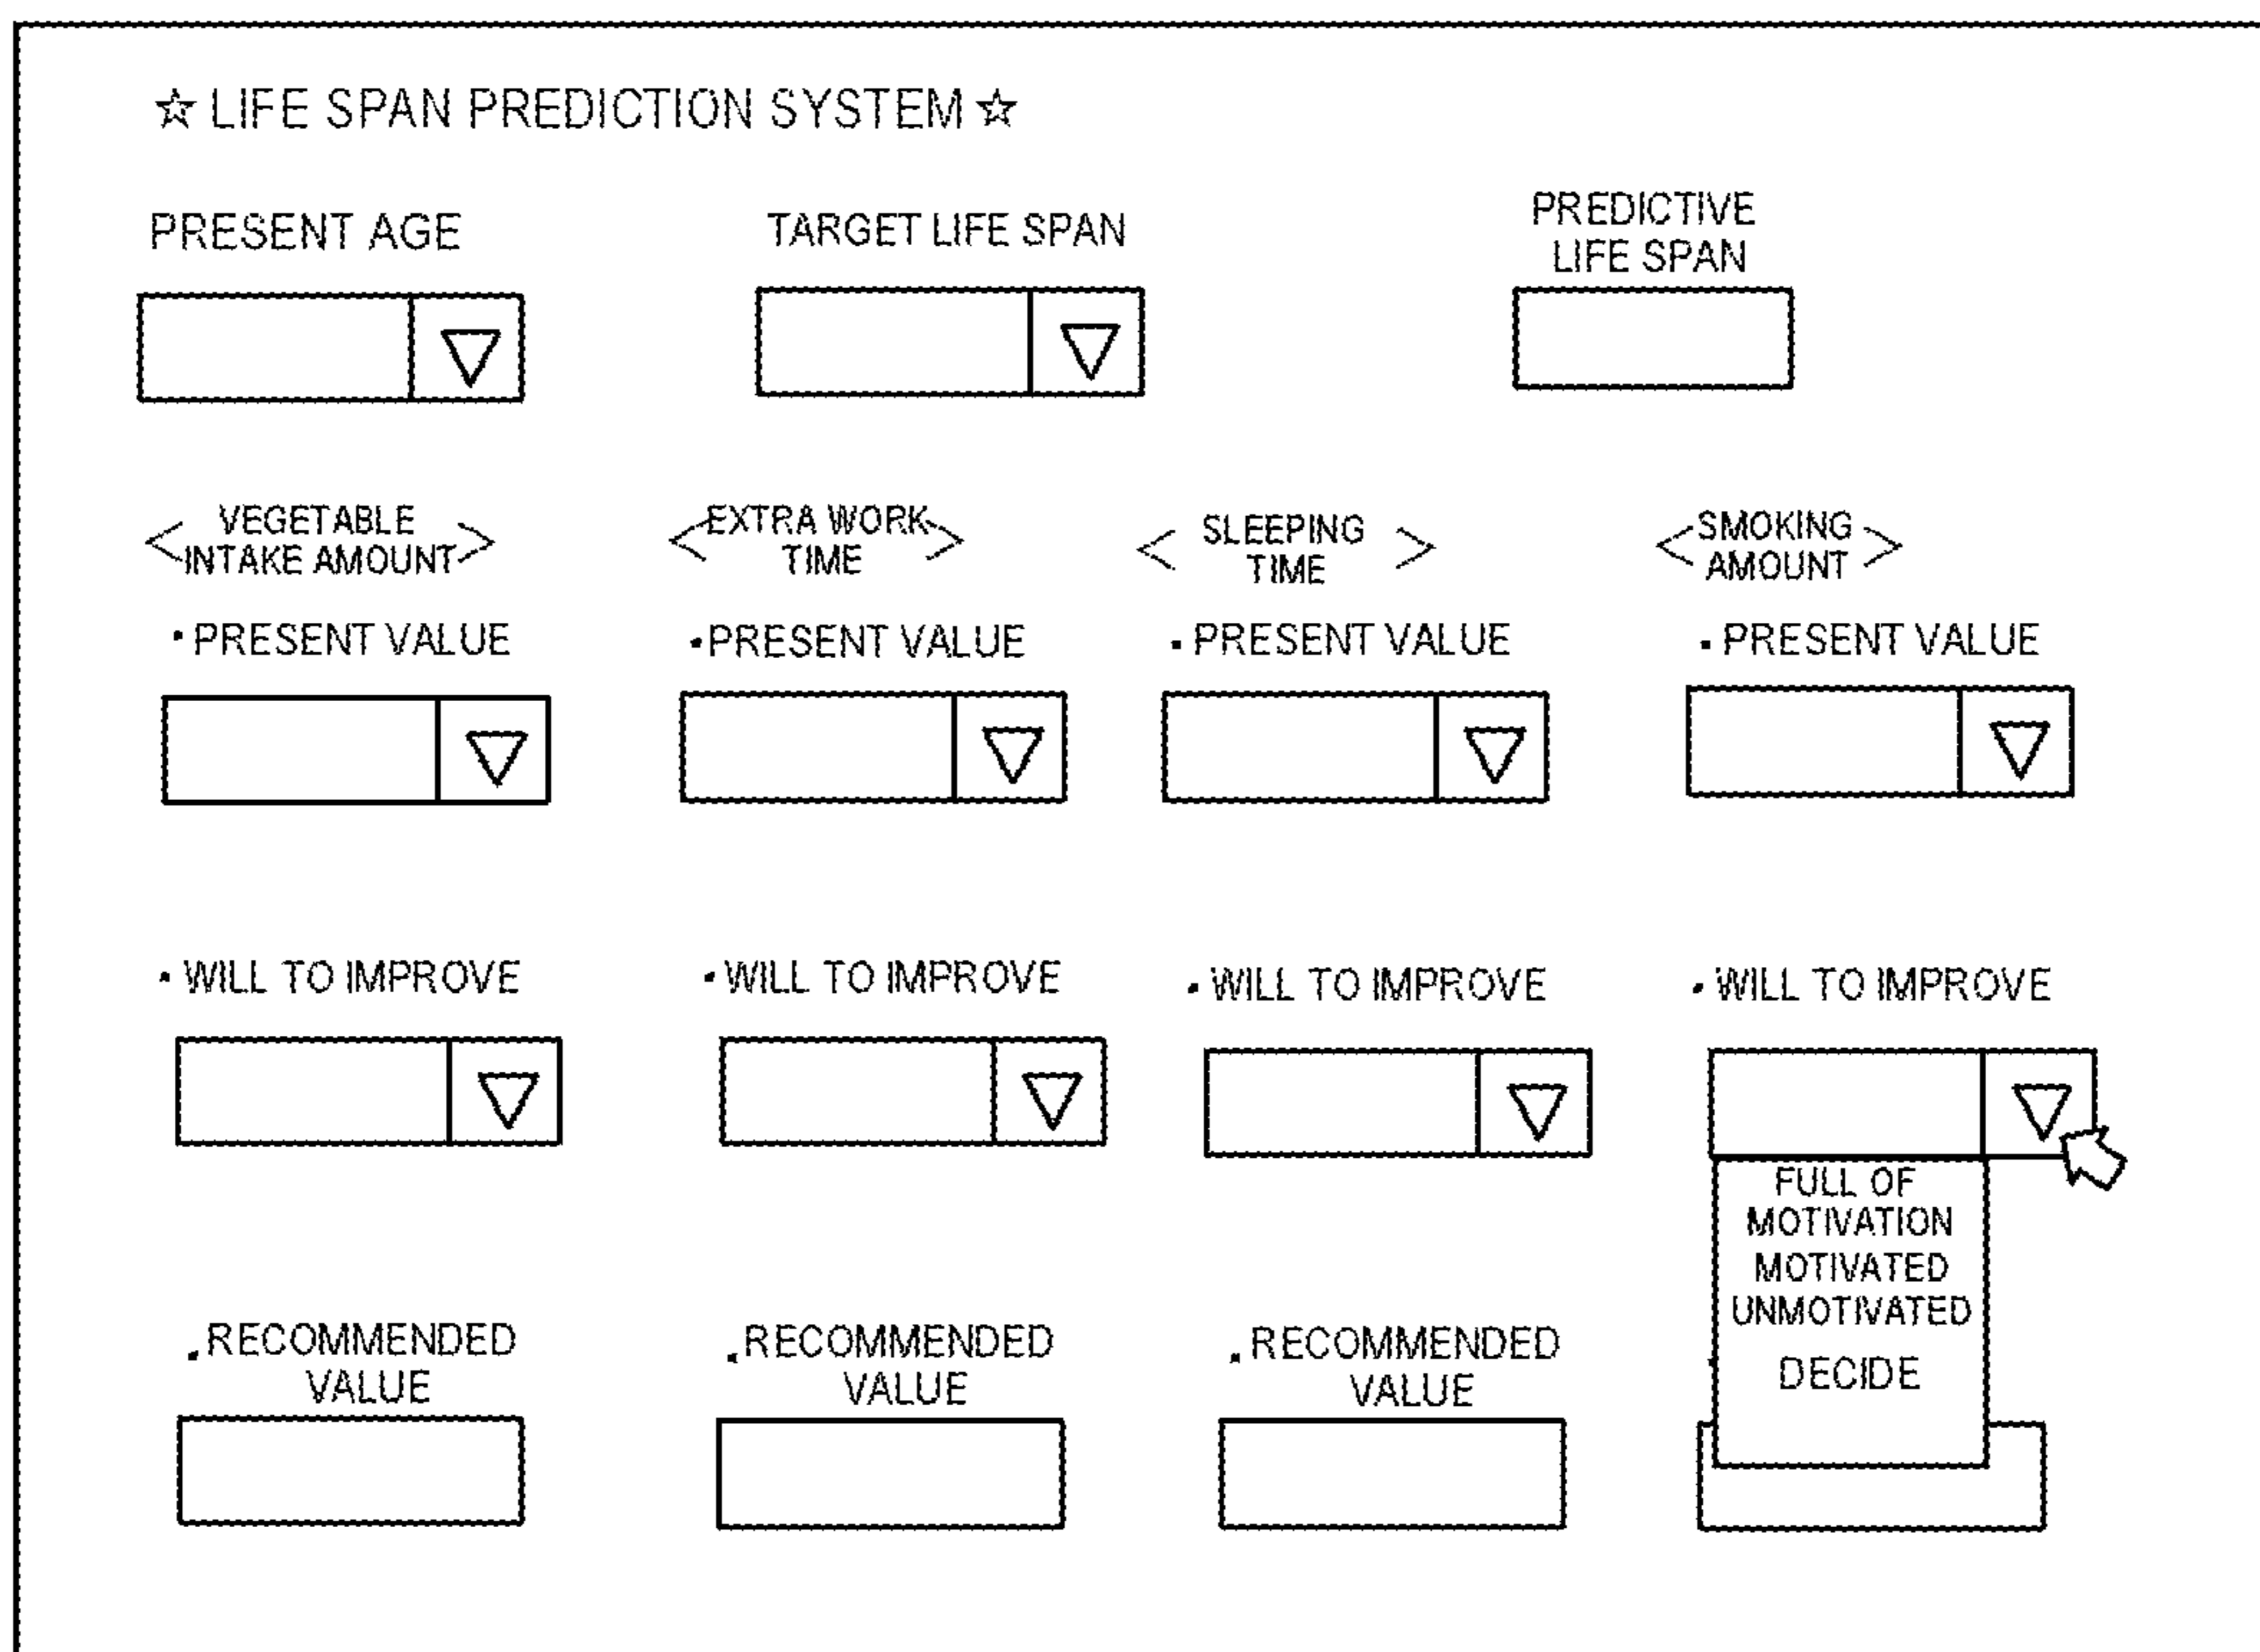 ☆ LIFE SPAN PREDICTION SYSTEM ☆
PRESENT AGE
TARGET LIFE SPAN
PREDICTIVE
LIFE SPAN
< VEGETABLE
INTAKE AMOUNT >
< EXTRA WORK
TIME >
< SLEEPING
TIME >
< SMOKING
AMOUNT >
・PRESENT VALUE
・PRESENT VALUE
・PRESENT VALUE
・PRESENT VALUE
・WILL TO IMPROVE
・WILL TO IMPROVE
・WILL TO IMPROVE
・WILL TO IMPROVE
FULL OF
MOTIVATION
MOTIVATED
UNMOTIVATED
DECIDE
・RECOMMENDED
VALUE
・RECOMMENDED
VALUE
・RECOMMENDED
VALUE